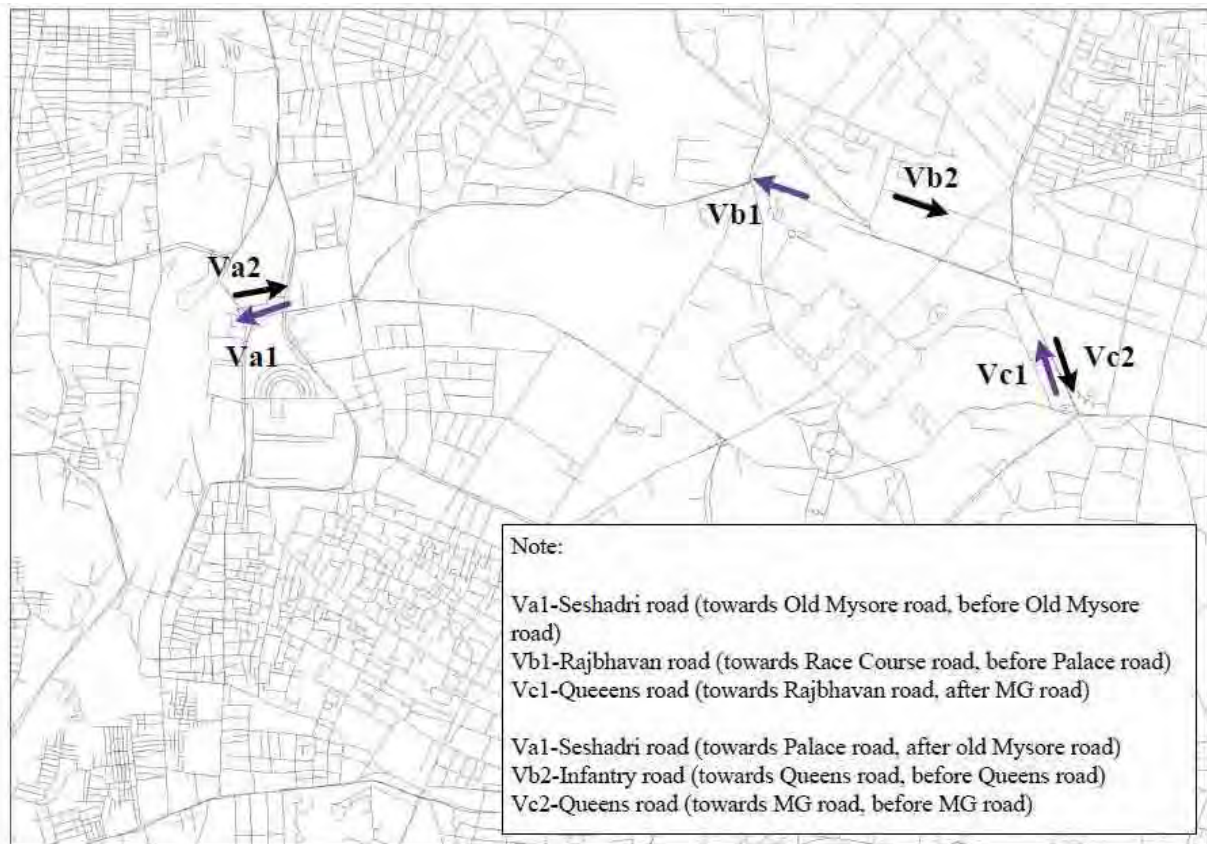 Vb2
Vb1
Va2
Va1
Vc1
Vc2
Note:
Va1-Seshadri road (towards Old Mysore road, before Old Mysore
road)
Vb1-Rajbhavan road (towards Race Course road, before Palace road)
Vc1-Queeens road (towards Rajbhavan road, after MG road)
Va1-Seshadri road (towards Palace road, after old Mysore road)
Vb2-Infantry road (towards Queens road, before Queens road)
Vc2-Queens road (towards MG road, before MG road)